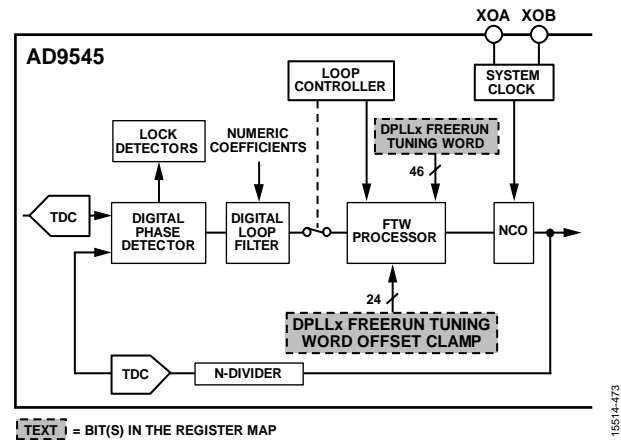 XOA XOB
AD9545
LOOP
CONTROLLER
SYSTEM
CLOCK
LOCK
DETECTORS
NUMERIC
COEFFICIENTS
DPLLx FREERUN
TUNING WORD
46
TDC
DIGITAL
PHASE
DETECTOR
DIGITAL
LOOP
FILTER
FTW
PROCESSOR
NCO
24
DPLLx FREERUN TUNING
WORD OFFSET CLAMP
TDC
N-DIVIDER
TEXT = BIT(S) IN THE REGISTER MAP
15514-473